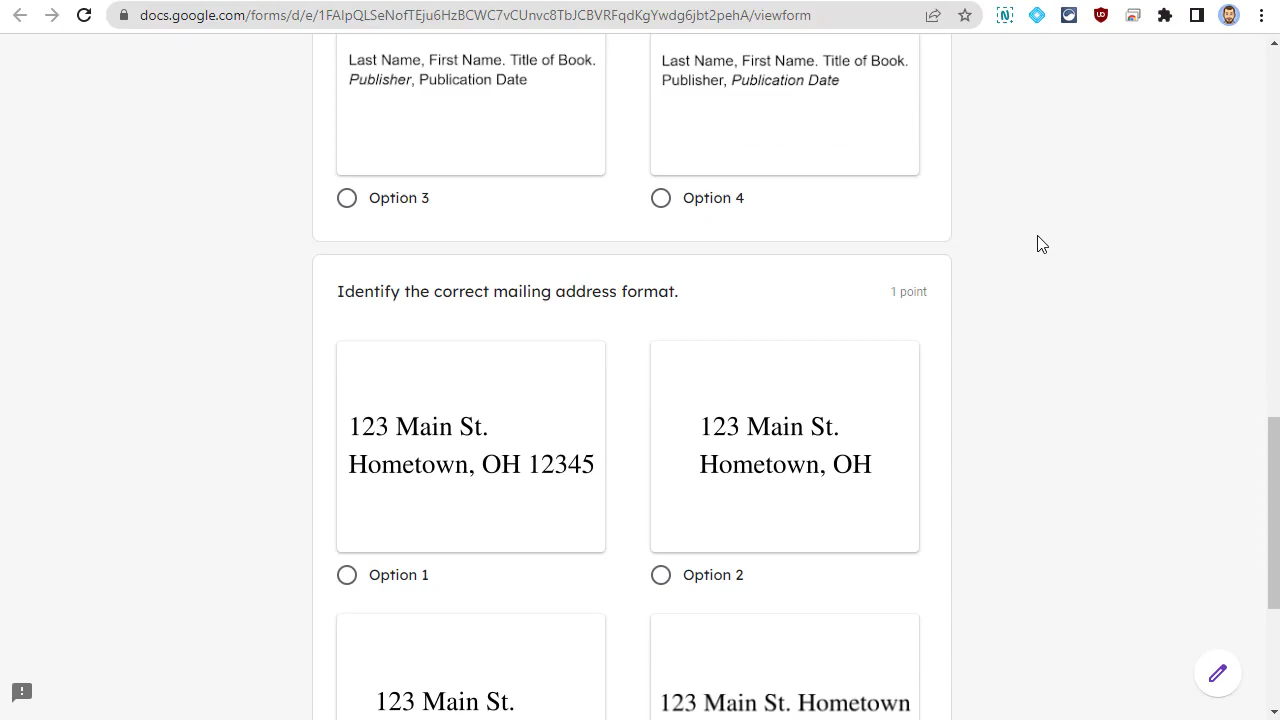 docs.google.com/forms/d/e/1FAIpQLSeNcfTEju6HzBCMC7vCUnvc8TbJCBVRFqdKgYwdg6jbt2pehA/viewform
Last Name, First Name. Title of Book.
Publisher, Publication Date
Last Name, First Name. Title of Book.
Publisher, Publication Date
Option 3
Option 4
Identify the correct mailing address format.
1 point
123 Main St.
Hometown, OH 12345
123 Main St.
Hometown, OH
Option 1
Option 2
123 Main St.
123 Main St. Hometown